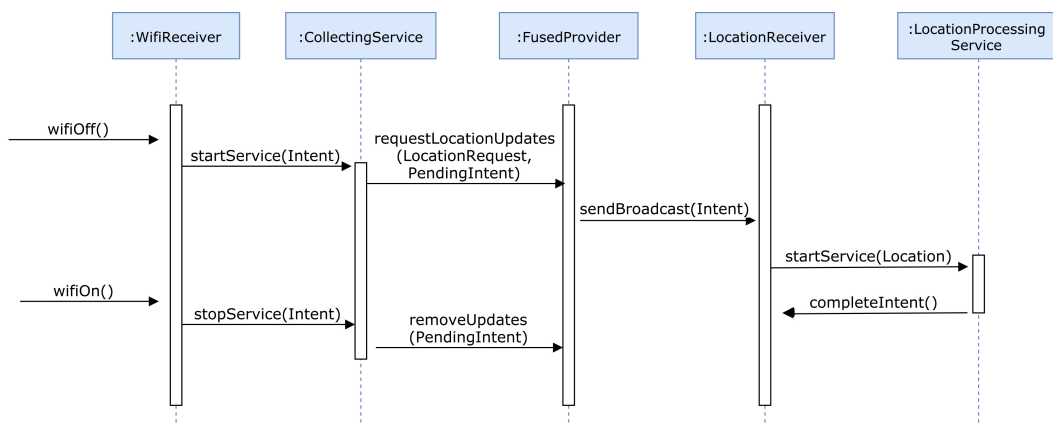 :WifiReceiver
:CollectingService
:FusedProvider
:LocationReceiver
:LocationProcessing
Service
wifiOff()
startService(Intent)
requestLocationUpdates
(LocationRequest,
PendingIntent)
sendBroadcast(Intent)
startService(Location)
wifiOn()
completeIntent()
stopService(Intent)
removeUpdates
(PendingIntent)